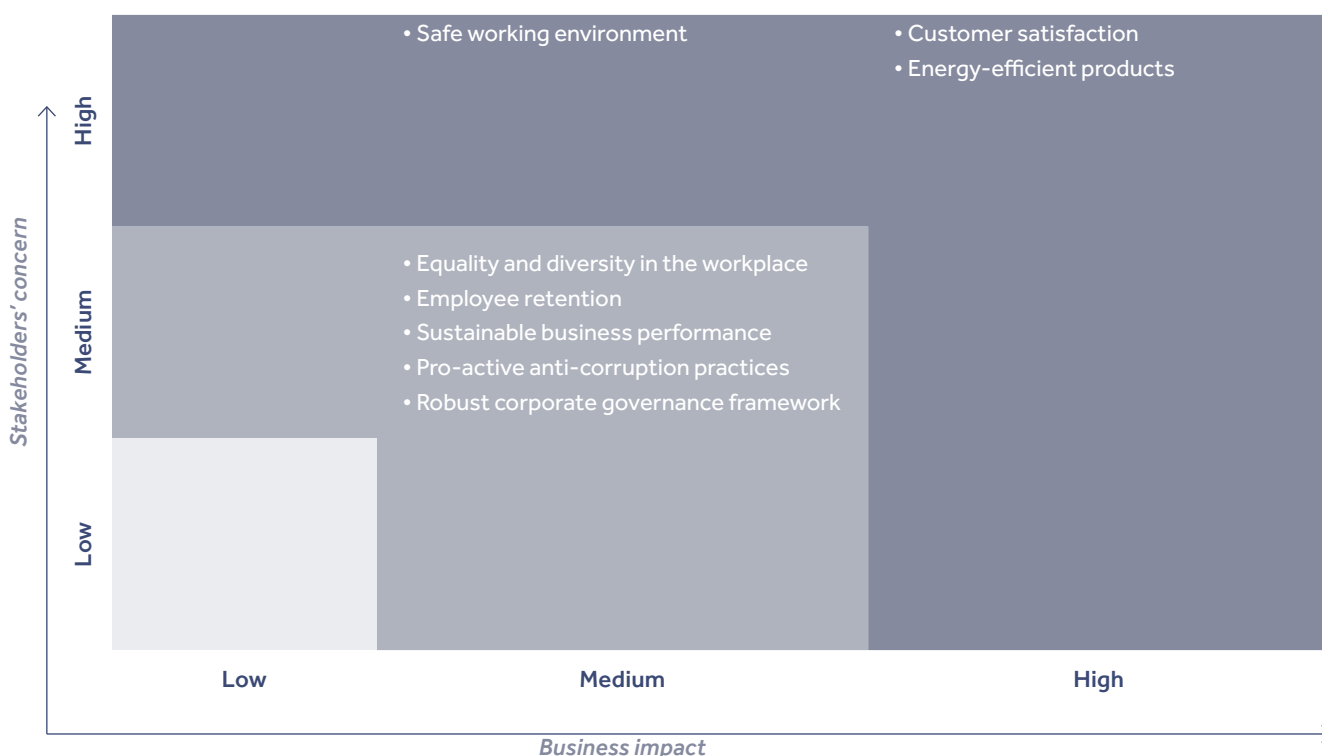 • Safe working environment
• Customer satisfaction
• Energy-efficient products
High
• Equality and diversity in the workplace
• Employee retention
• Sustainable business performance
• Pro-active anti-corruption practices
• Robust corporate governance framework
Medium
Stakeholders’ concern
Low
Low
Medium
High
Business impact